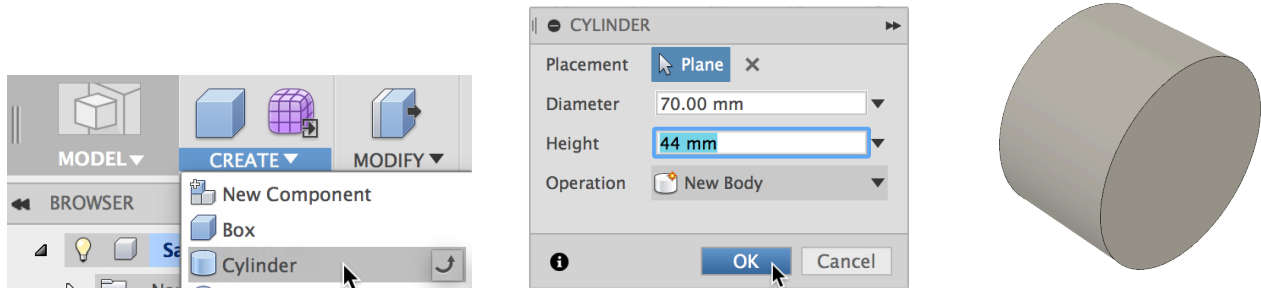 MODEL
CREATE
MODIFY
BROWSER
New Component
Box
Cylinder
CYLINDER
Placement Plane
Diameter 70.00 mm
Height 44 mm
Operation New Body
OK Cancel